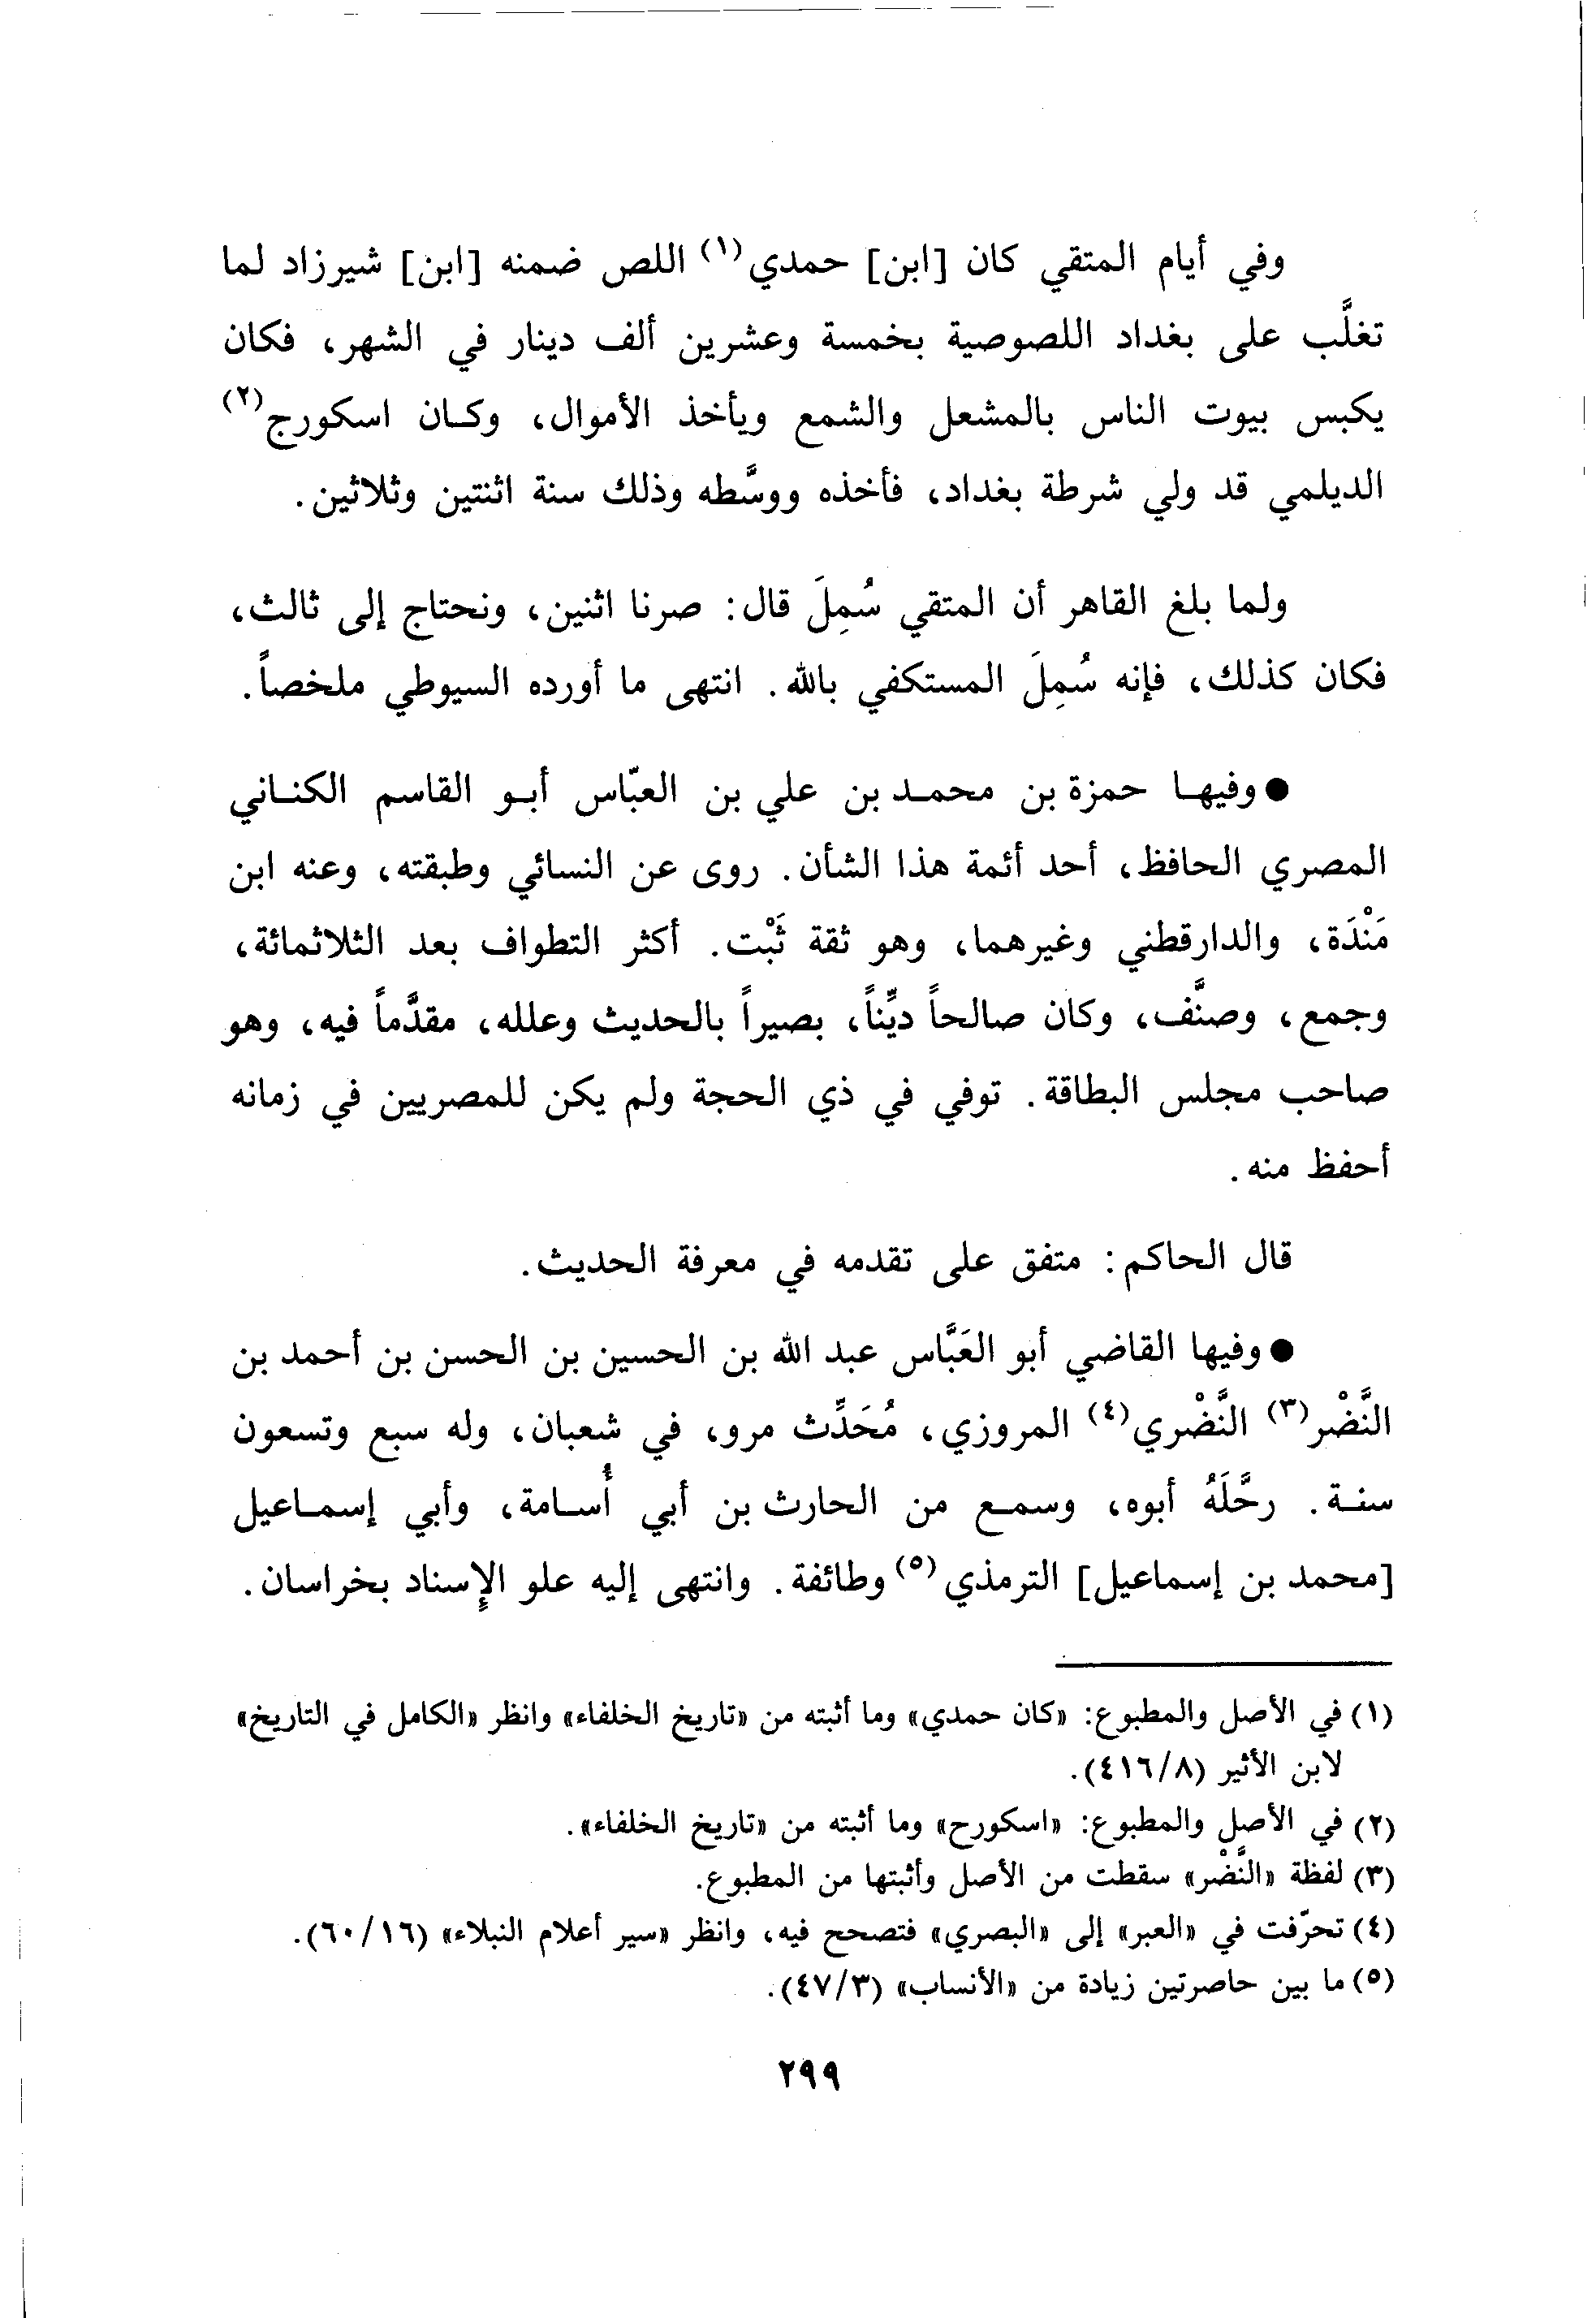 وفي أيام المتقي كان [ابن] حمدي(١) اللص ضمنه [ابن] شيرزاد لما
تغلَّب على بغداد اللصوصية بخمسة وعشرين ألف دينار في الشهر، فكان
يكبس بيوت الناس بالمشعل والشمع ويأخذ الأموال، وكان اسكورج(٢)
الديلمي قد ولي شرطة بغداد، فأخذه ووسَّطه وذلك سنة اثنتين وثلاثين.
ولما بلغ القاهر أن المتقي سُمِلَ قال: صرنا اثنين، ونحتاج إلى ثالث،
فكان كذلك، فإنه سُمِلَ المستكفي بالله. انتهى ما أورده السيوطي ملخصاً.
● وفيها حمزة بن محمد بن علي بن العبّاس أبو القاسم الكناني
المصري الحافظ، أحد أئمة هذا الشأن. روى عن النسائي وطبقته، وعنه ابن
مَنْدَة، والدارقطني وغيرهما، وهو ثقة ثَبْت. أكثر التطواف بعد الثلاثمائة،
وجمع، وصنَّف، وكان صالحاً ديِّناً، بصيراً بالحديث وعلله، مقدَّماً فيه، وهو
صاحب مجلس البطاقة. توفي في ذي الحجة ولم يكن للمصريين في زمانه
أحفظ منه.
قال الحاكم: متفق على تقدمه في معرفة الحديث.
● وفيها القاضي أبو العَبَّاس عبد الله بن الحسين بن الحسن بن أحمد بن
النَّضْر(٣) النَّضْري(٤) المروزي، مُحَدِّث مرو، في شعبان، وله سبع وتسعون
سنة. رحَّلَهُ أبوه، وسمع من الحارث بن أبي أُسامة، وأبي إسماعيل
[محمد بن إسماعيل] الترمذي(٥) وطائفة. وانتهى إليه علو الإِسناد بخراسان.
(١) في الأصل والمطبوع: «كان حمدي» وما أثبته من «تاريخ الخلفاء» وانظر «الكامل في التاريخ»
لابن الأثير (٤١٦/٨).
(٢) في الأصل والمطبوع: «اسكورح» وما أثبته من «تاريخ الخلفاء».
(٣) لفظة «النَّضْر» سقطت من الأصل وأثبتها من المطبوع.
(٤) تحرّفت في «العبر» إلى «البصري» فتصحح فيه، وانظر «سير أعلام النبلاء» (٦٠/١٦).
(٥) ما بين حاصرتين زيادة من «الأنساب» (٤٧/٣).
٢٩٩